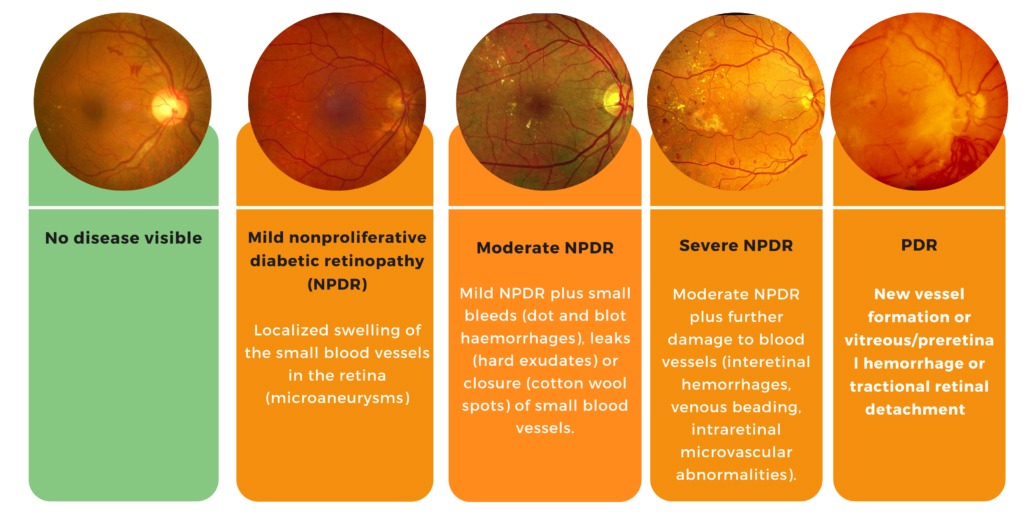 No disease visible
Mild nonproliferative
diabetic retinopathy
(NPDR)
Localized swelling of
the small blood vessels
in the retina
(microaneurysms)
Moderate NPDR
Mild NPDR plus small
bleeds (dot and blot
haemorrhages), leaks
(hard exudates) or
closure (cotton wool
spots) of small blood
vessels.
Severe NPDR
Moderate NPDR
plus further
damage to blood
vessels (interetinal
hemorrhages,
venous beading,
intraretinal
microvascular
abnormalities).
PDR
New vessel
formation or
vitreous/preretina
l hemorrhage or
tractional retinal
detachment